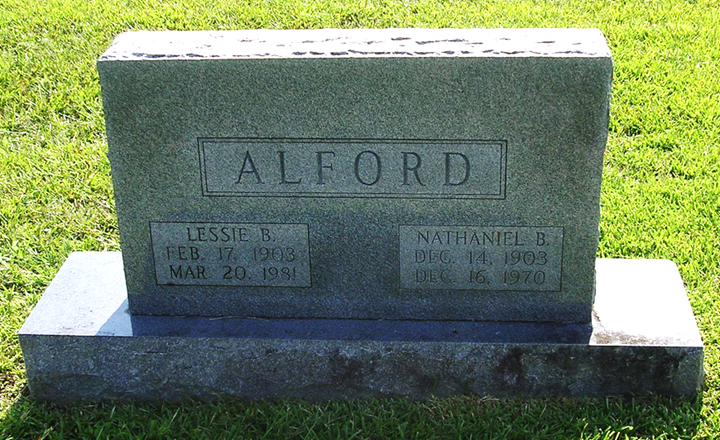 ALFORD
LESSIE B.
FEB. 17, 1903
MAR 20, 1981
NATHANIEL B.
DEC. 14, 1903
DEC. 16, 1970